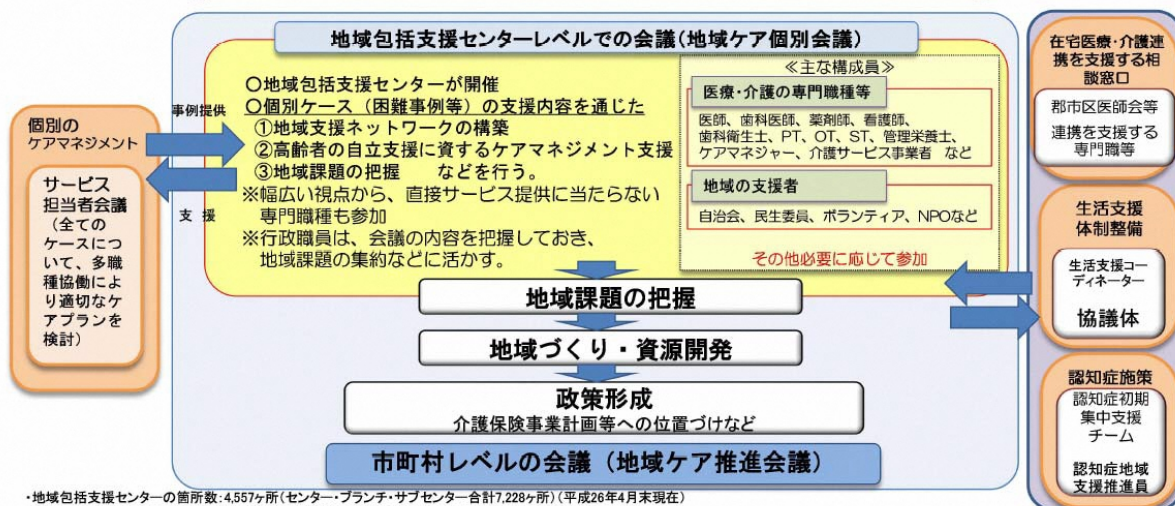 地域包括支援センターレベルでの会議(地域ケア個別会議)
事例提供
支 援
個別の
ケアマネジメント
サービス
担当者会議
(全ての
ケースにつ
いて、多職
種協働によ
り適切なケ
アプランを
検討)
○地域包括支援センターが開催
○個別ケース(困難事例等)の支援内容を通じた
①地域支援ネットワークの構築
②高齢者の自立支援に資するケアマネジメント支援
③地域課題の把握 などを行う。
※幅広い視点から、直接サービス提供に当たらない
専門職種も参加
※行政職員は、会議の内容を把握しておき、
地域課題の集約などに活かす。
≪主な構成員≫
医療・介護の専門職種等
医師、歯科医師、薬剤師、看護師、
歯科衛生士、PT、OT、ST、管理栄養士、
ケアマネジャー、介護サービス事業者 など
地域の支援者
自治会、民生委員、ボランティア、NPOなど
その他必要に応じて参加
地域課題の把握
地域づくり・資源開発
政策形成
介護保険事業計画等への位置づけなど
市町村レベルの会議(地域ケア推進会議)
在宅医療・介護連
携を支援する相
談窓口
郡市区医師会等
連携を支援する
専門職等
生活支援
体制整備
生活支援コー
ディネーター
協議体
認知症施策
認知症初期
集中支援
チーム
認知症地域
支援推進員
・地域包括支援センターの箇所数:4,557ヶ所(センター・ブランチ・サブセンター合計7,228ヶ所)(平成26年4月末現在)